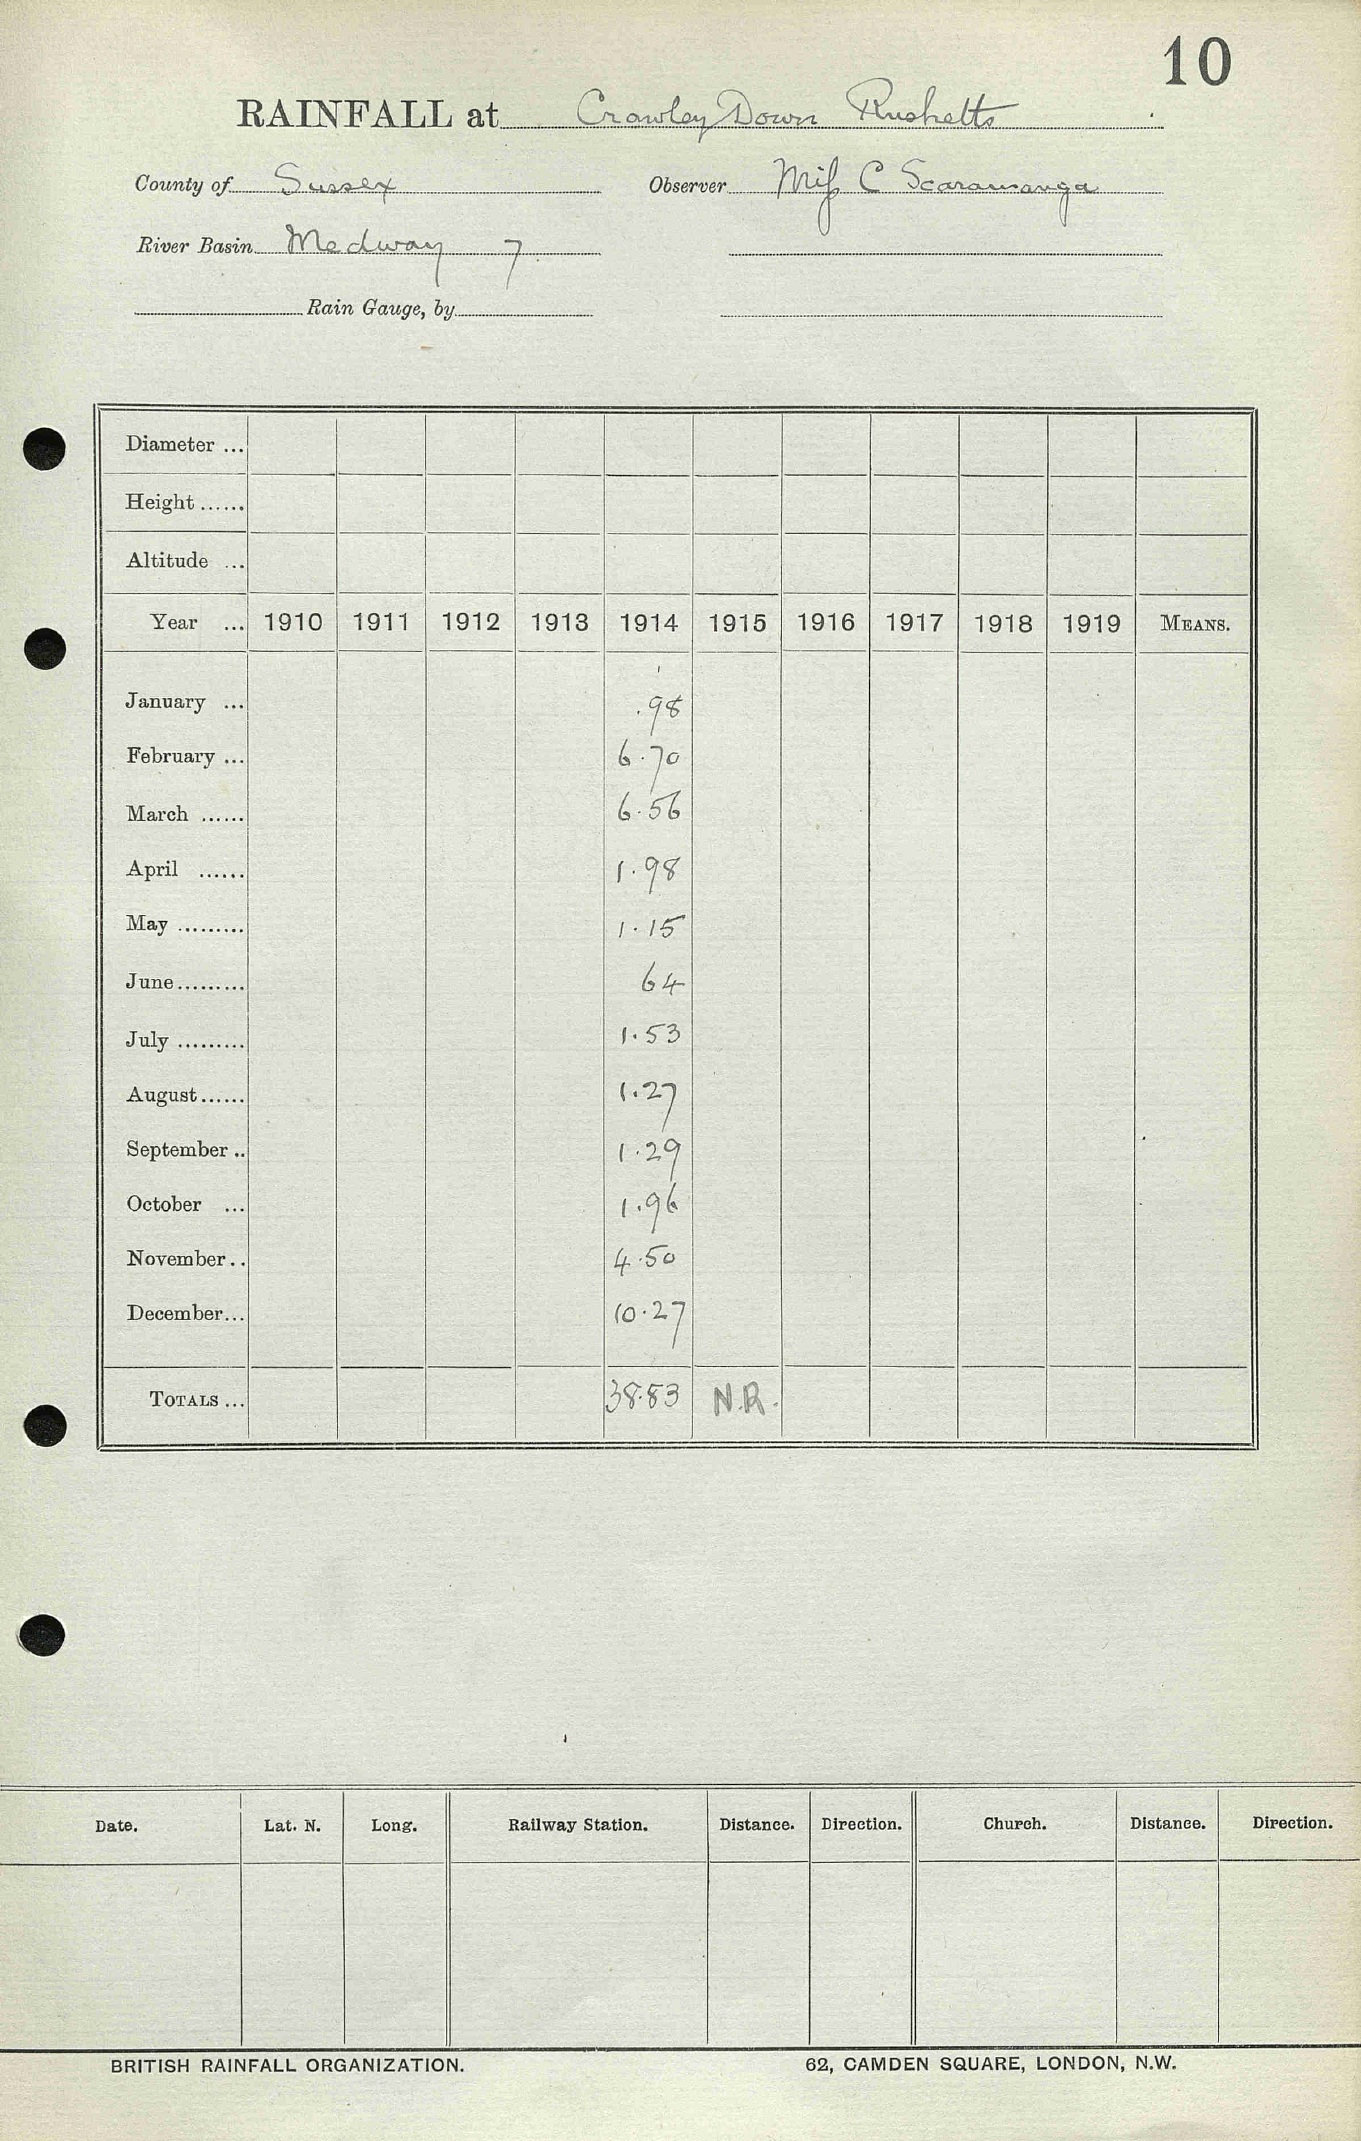 10
RAINFALL at Crawley Down Rushetts
County of Sussex Observer Miss C Scaramanga
River Basin Medway 7
Rain Gauge, by
Diameter ...
Height ......
Altitude ...
Year ... 1910 1911 1912 1913 1914 1915 1916 1917 1918 1919 MEANS.
January ... .98
February ... 6.70
March ...... 6.56
April ...... 1.98
May ......... 1.15
June ......... 64
July ......... 1.53
August ...... 1.27
September .. 1.29
October ... 1.96
November .. 4.50
December ... 10.27
TOTALS ... 38.83 N.R.
Date. Lat. N. Long. Railway Station. Distance. Direction. Church. Distance. Direction.
BRITISH RAINFALL ORGANIZATION. 62, CAMDEN SQUARE, LONDON, N.W.